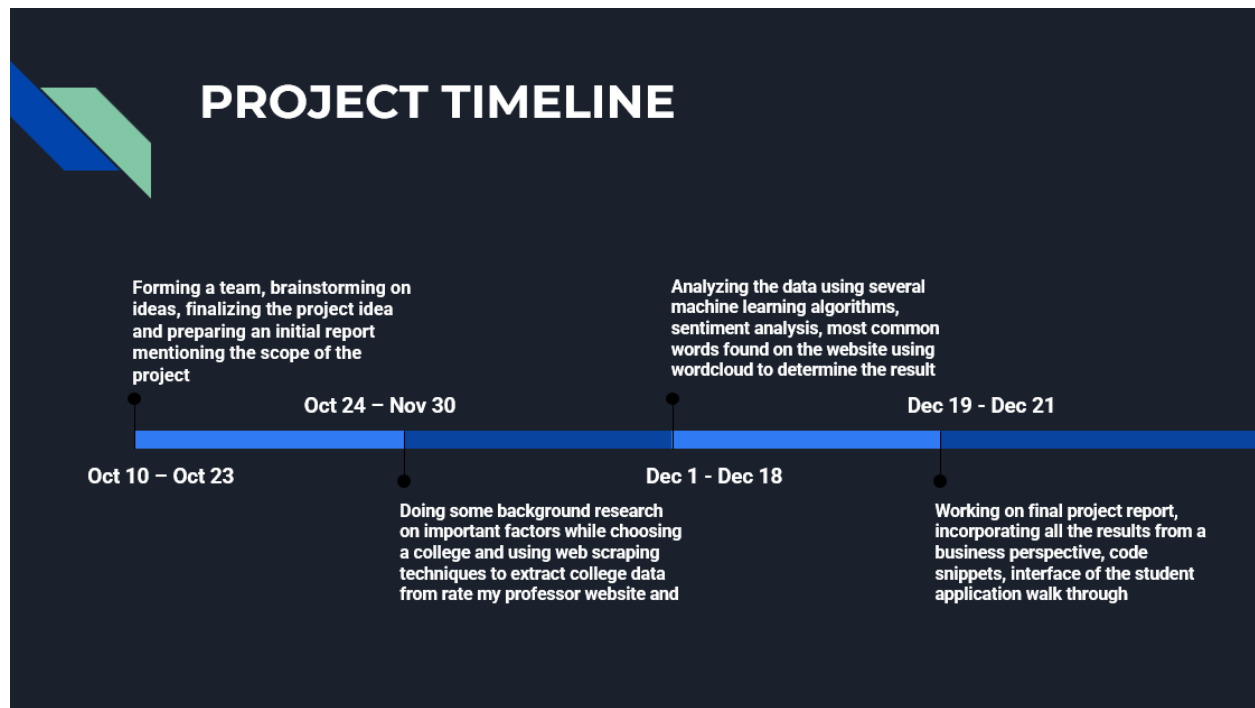 PROJECT TIMELINE
Forming a team, brainstorming on
ideas, finalizing the project idea
and preparing an initial report
mentioning the scope of the
project
Oct 10 – Oct 23
Oct 24 – Nov 30
Doing some background research
on important factors while choosing
a college and using web scraping
techniques to extract college data
from rate my professor website and
Analyzing the data using several
machine learning algorithms,
sentiment analysis, most common
words found on the website using
wordcloud to determine the result
Dec 1 - Dec 18
Dec 19 - Dec 21
Working on final project report,
incorporating all the results from a
business perspective, code
snippets, interface of the student
application walk through